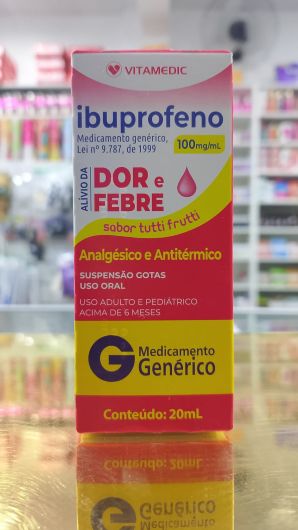 VITAMEDIC
ibuprofeno
Medicamento genérico,
Lei nº 9.787, de 1999
100mg/mL
ALÍVIO DA
DOR e
FEBRE
sabor tutti frutti
Analgésico e Antitérmico
SUSPENSÃO GOTAS
USO ORAL
USO ADULTO E PEDIÁTRICO
ACIMA DE 6 MESES
G Medicamento
Genérico
Conteúdo: 20mL